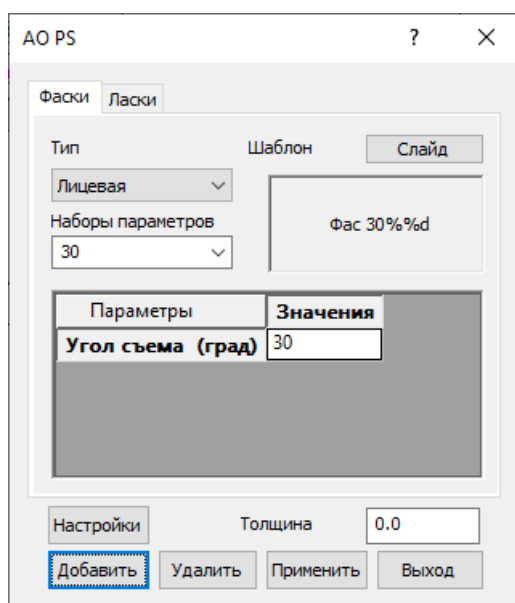 AO PS ? ×
Фаски Ласки
Тип Шаблон Слайд
Лицевая
Наборы параметров
Фас 30%%d
30
Параметры Значения
Угол съема (град) 30
Настройки Толщина 0.0
Добавить Удалить Применить Выход